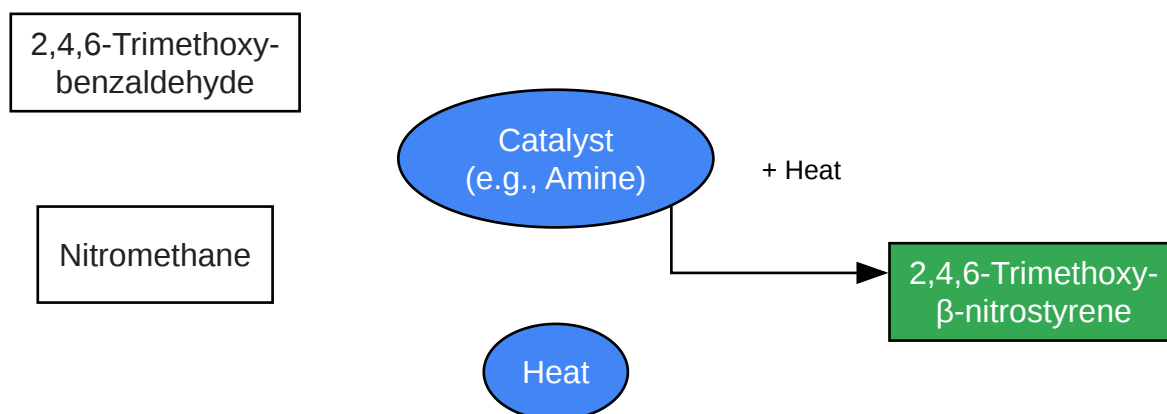 2,4,6-Trimethoxy-
benzaldehyde
Catalyst
(e.g., Amine)
+ Heat
Nitromethane
2,4,6-Trimethoxy-
β-nitrostyrene
Heat